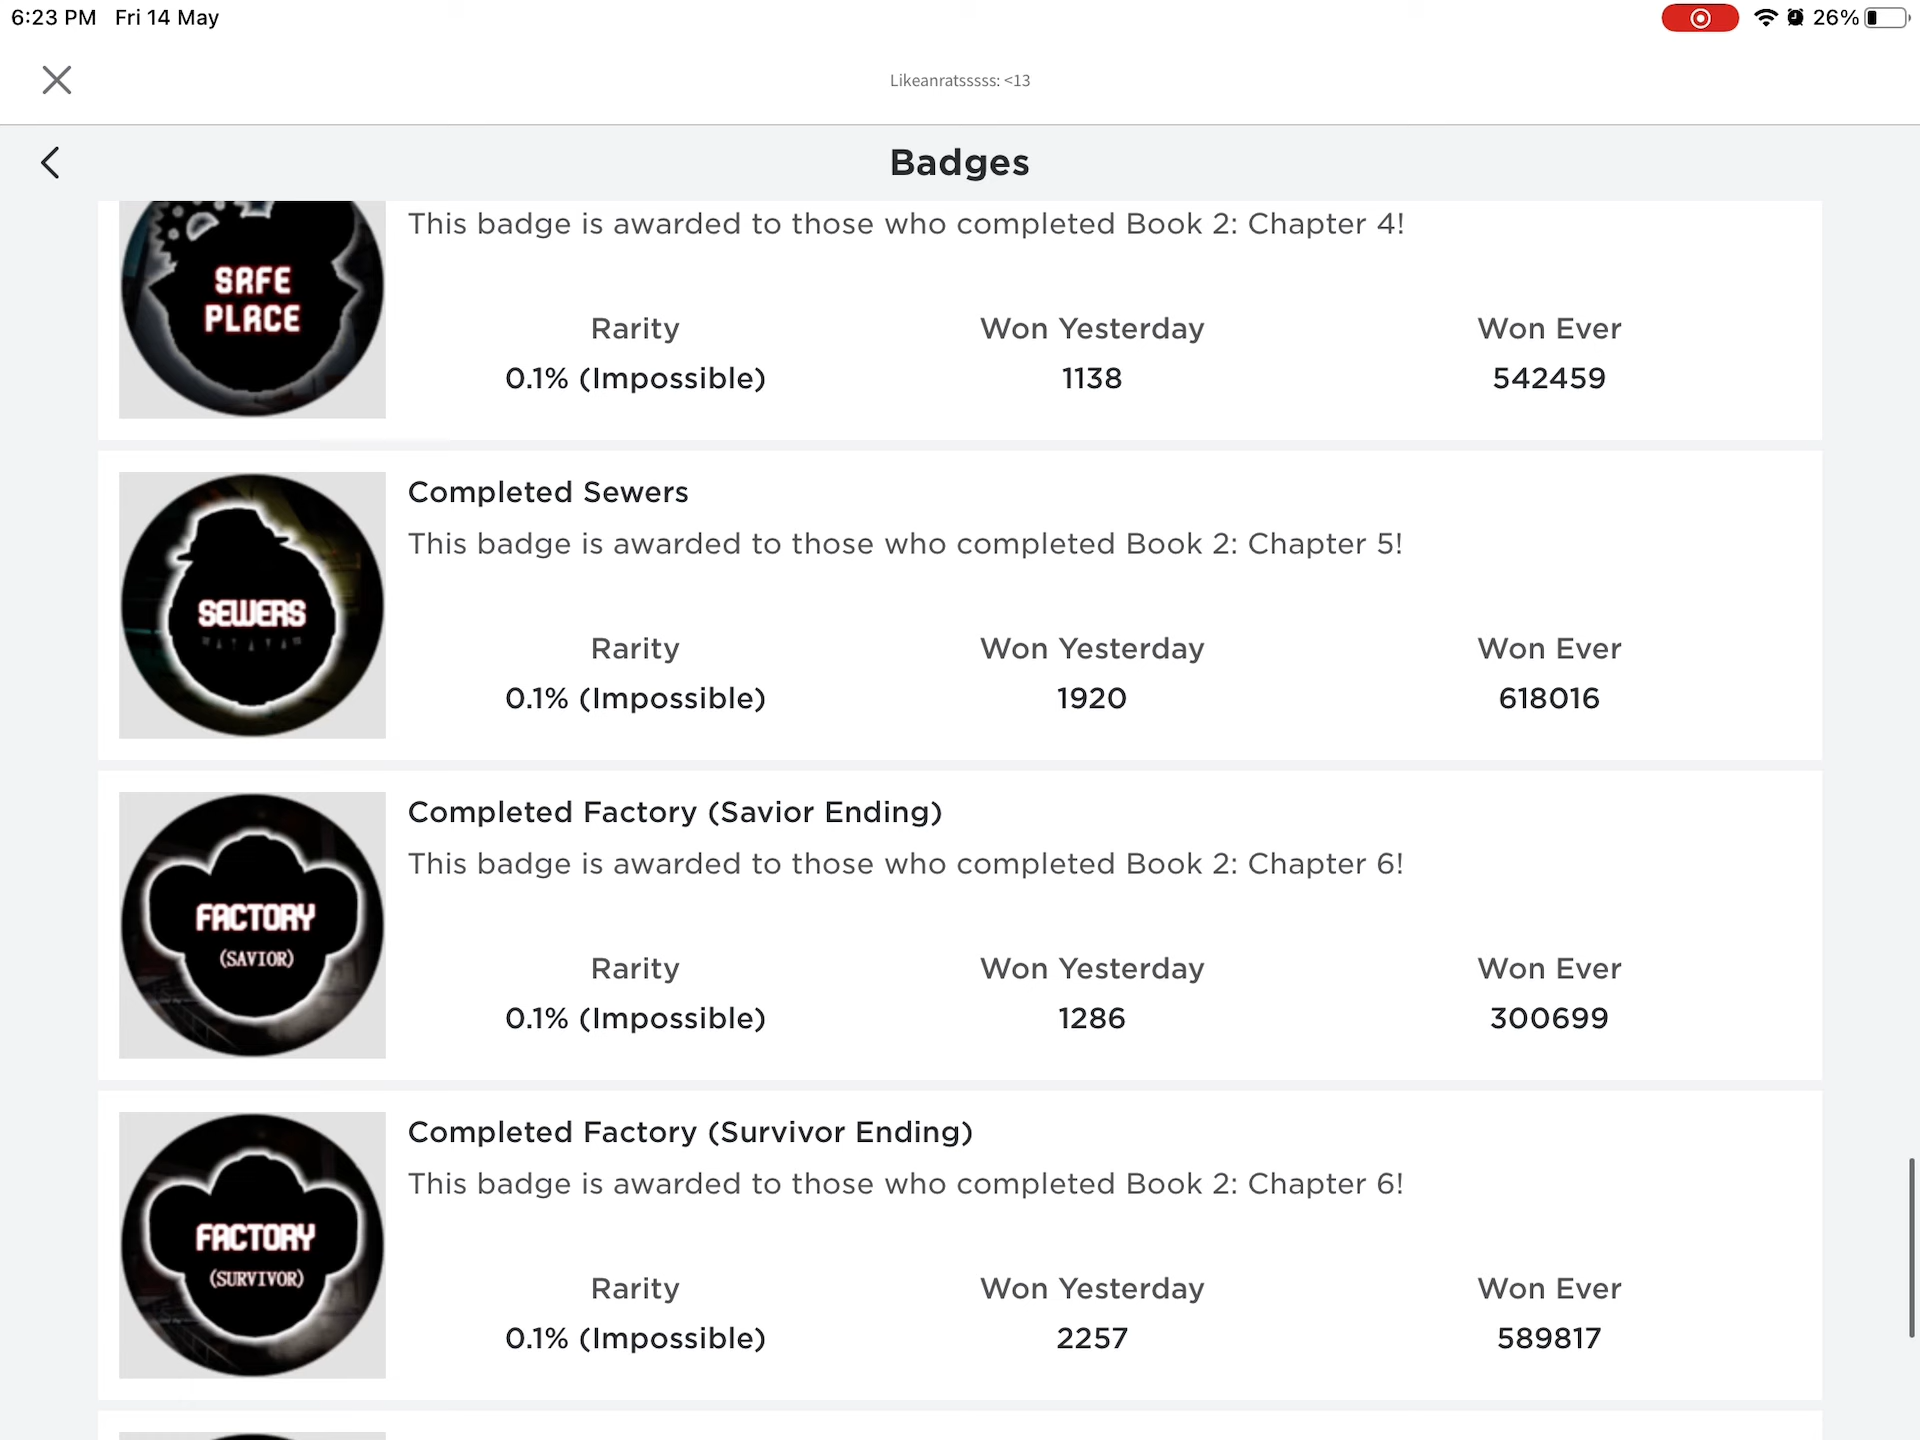 6:23 PM Fri 14 May 26%
Likeanratsssss: <13
Badges
This badge is awarded to those who completed Book 2: Chapter 4!
SAFE
PLACE
Rarity Won Yesterday Won Ever
0.1% (Impossible) 1138 542459
Completed Sewers
This badge is awarded to those who completed Book 2: Chapter 5!
SEWERS
Rarity Won Yesterday Won Ever
0.1% (Impossible) 1920 618016
Completed Factory (Savior Ending)
This badge is awarded to those who completed Book 2: Chapter 6!
FACTORY
(SAVIOR)
Rarity Won Yesterday Won Ever
0.1% (Impossible) 1286 300699
Completed Factory (Survivor Ending)
This badge is awarded to those who completed Book 2: Chapter 6!
FACTORY
(SURVIVOR)
Rarity Won Yesterday Won Ever
0.1% (Impossible) 2257 589817